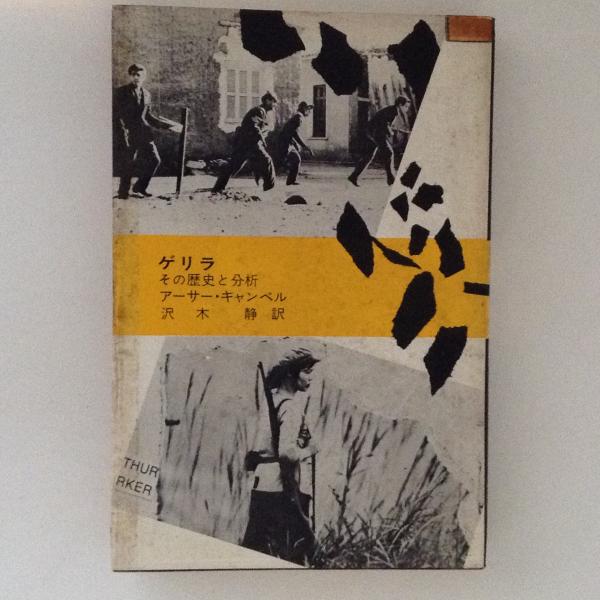 ゲリラ
その歴史と分析
アーサー・キャンベル
沢木 静 訳
THUR
RKER